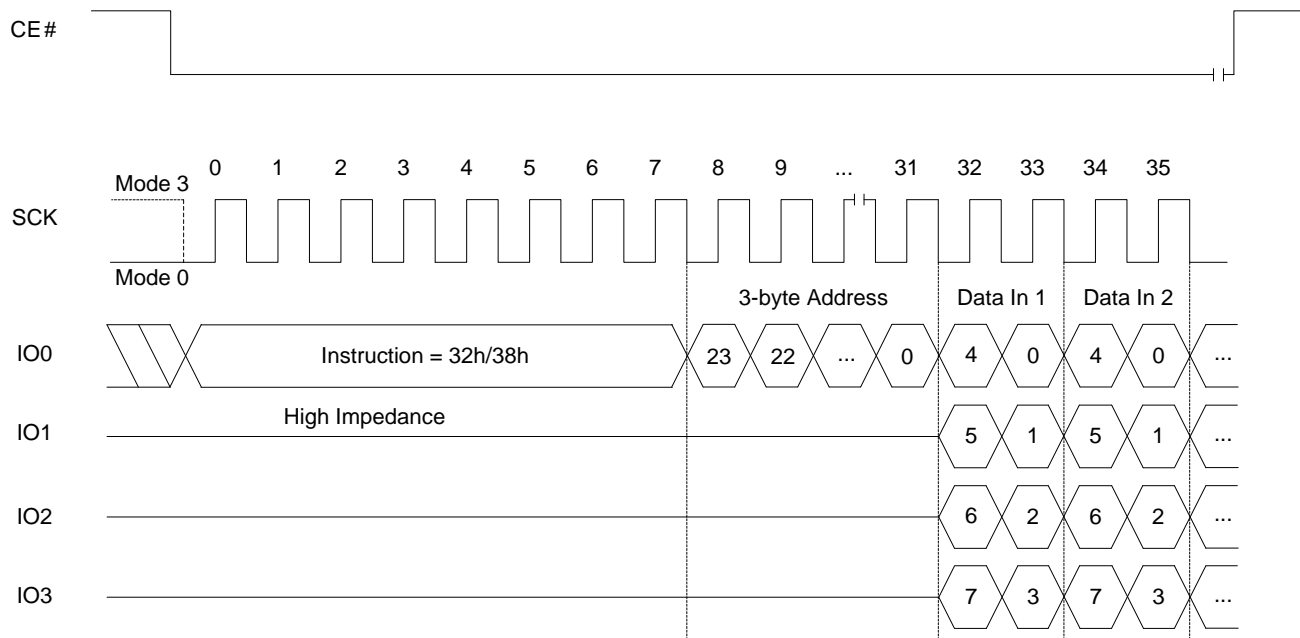 CE#
0 1 2 3 4 5 6 7 8 9 ... 31 32 33 34 35
Mode 3
SCK
Mode 0
3-byte Address Data In 1 Data In 2
IO0 Instruction = 32h/38h 23 22 ... 0 4 0 4 0 ...
High Impedance
IO1 5 1 5 1 ...
IO2 6 2 6 2 ...
IO3 7 3 7 3 ...